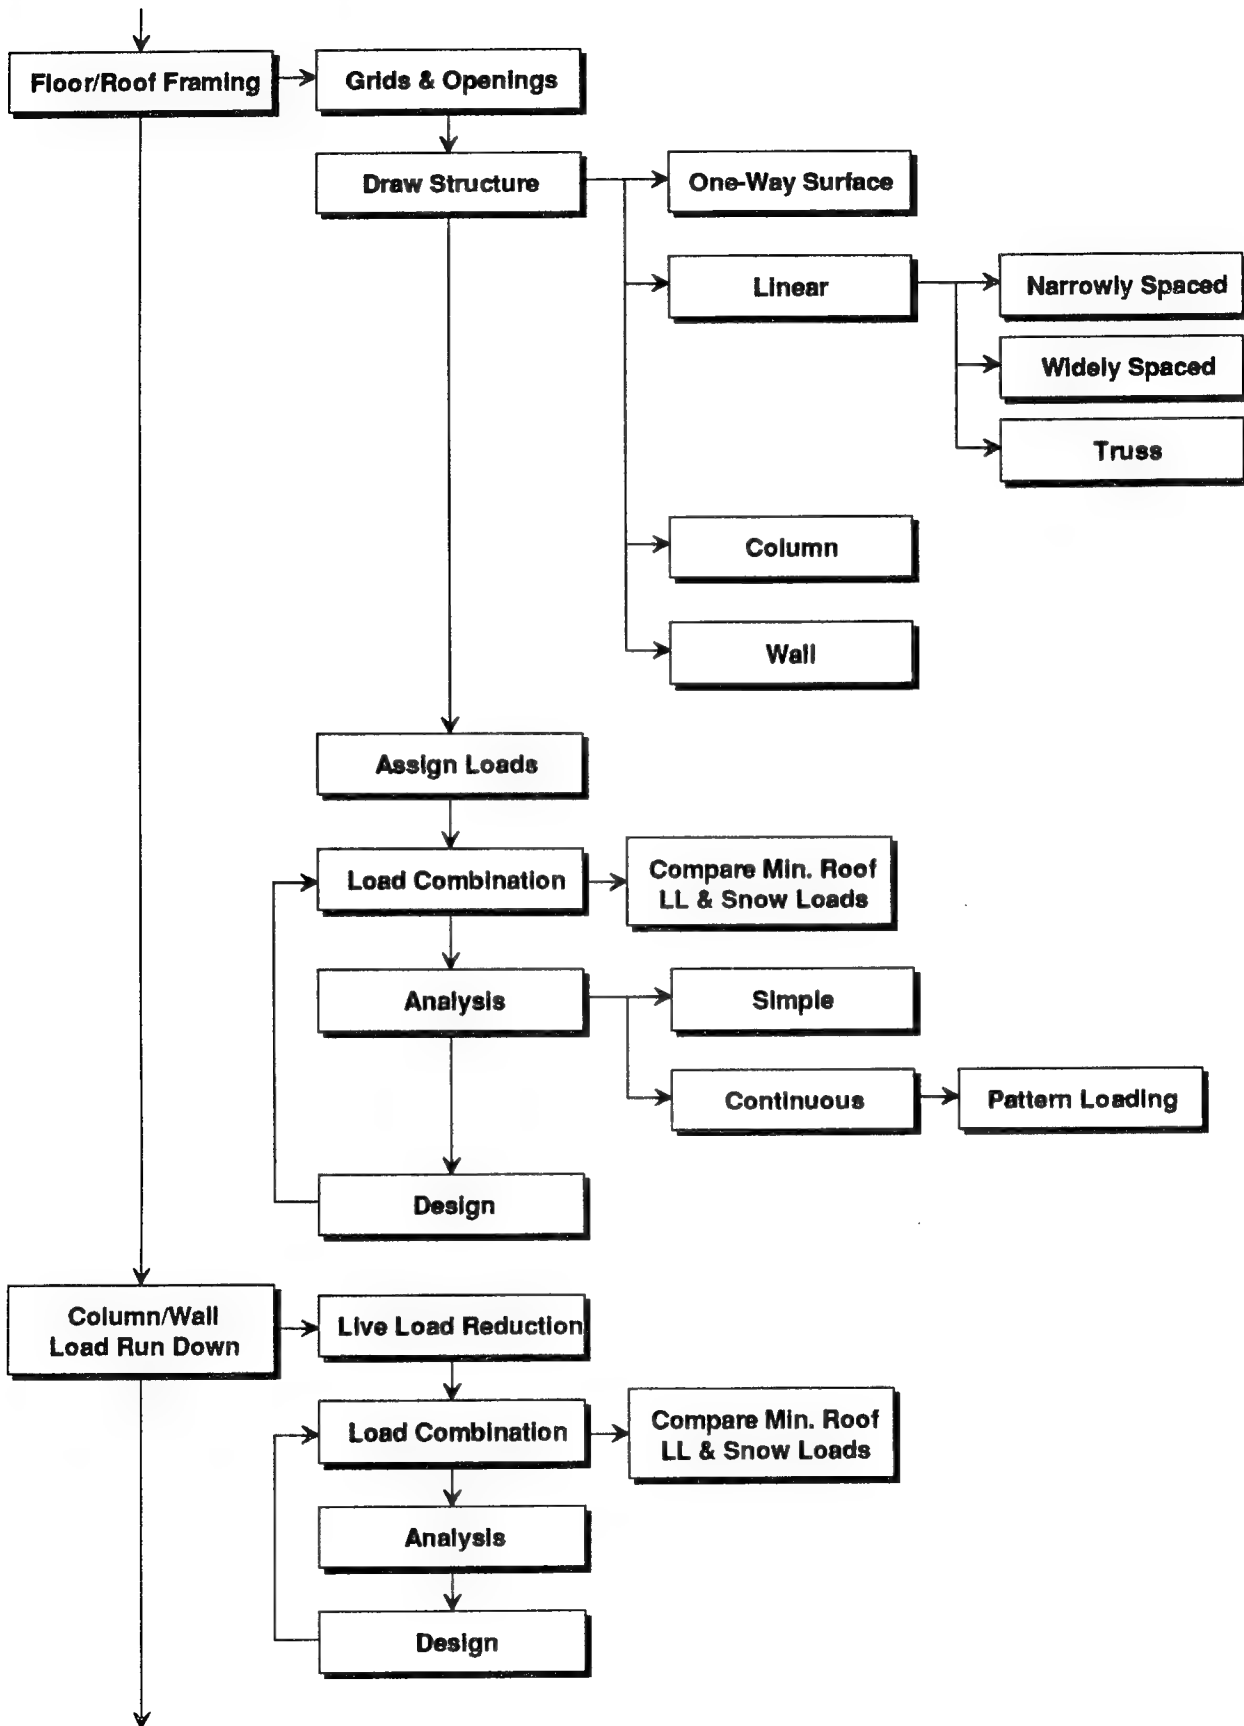 Floor/Roof Framing
Grids & Openings
Draw Structure
One-Way Surface
Linear
Narrowly Spaced
Widely Spaced
Truss
Column
Wall
Assign Loads
Load Combination
Compare Min. Roof
LL & Snow Loads
Analysis
Simple
Continuous
Pattern Loading
Design
Column/Wall
Load Run Down
Live Load Reduction
Load Combination
Compare Min. Roof
LL & Snow Loads
Analysis
Design